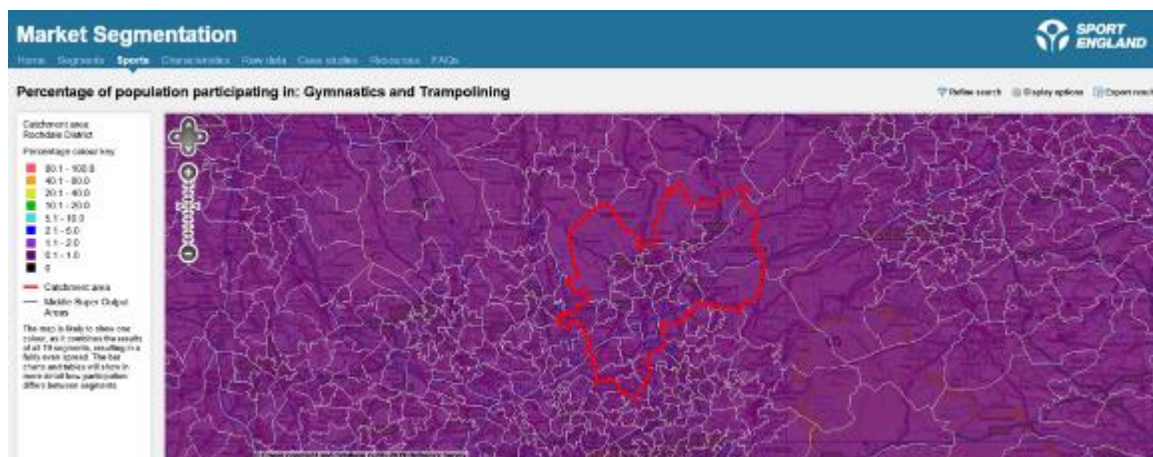 Market Segmentation
SPORT
ENGLAND
Home Segments Sports Characteristics Raw data Case studies Resources FAQs
Percentage of population participating in: Gymnastics and Trampolining
Refine search Display options Export result
Catchment area:
Rochdale District
Percentage colour key:
80.1 - 100.0
40.1 - 80.0
20.1 - 40.0
10.1 - 20.0
5.1 - 10.0
2.1 - 5.0
1.1 - 2.0
0.1 - 1.0
0
Catchment area
Middle Super Output
Areas
The map is likely to show one
colour, as it combines the results
of all 19 segments, resulting in a
fairly even spread. The bar
charts and tables will show in
more detail how participation
differs between segments